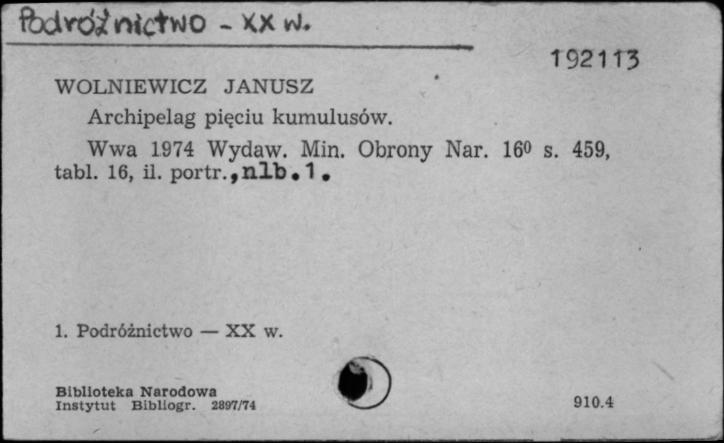 Podróżnictwo - XX w.
192113
WOLNIEWICZ JANUSZ
Archipelag pięciu kumulusów.
Wwa 1974 Wydaw. Min. Obrony Nar. 16⁰ s. 459,
tabl. 16, il. portr., nlb. 1.
1. Podróżnictwo — XX w.
Biblioteka Narodowa
Instytut Bibliogr. 2897/74
910.4